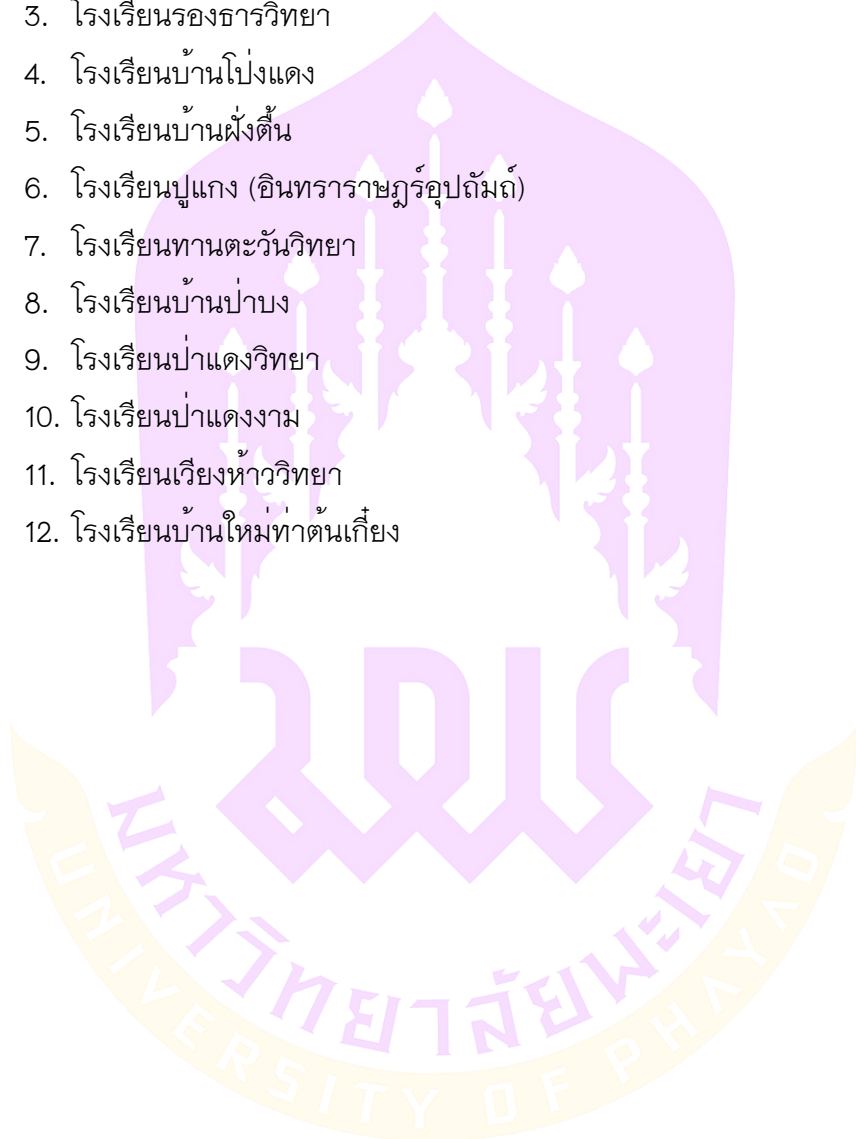 3. โรงเรียนรองธารวิทยา
4. โรงเรียนบ้านโป่งแดง
5. โรงเรียนบ้านฝั่งตื้น
6. โรงเรียนปูแกง (อินทราราษฎร์อุปถัมถ์)
7. โรงเรียนทานตะวันวิทยา
8. โรงเรียนบ้านป่าบง
9. โรงเรียนป่าแดงวิทยา
10. โรงเรียนป่าแดงงาม
11. โรงเรียนเวียงห้าววิทยา
12. โรงเรียนบ้านใหม่ท่าต้นเกี๋ยง
มหาวิทยาลัยพะเยา
UNIVERSITY OF PHAYAO